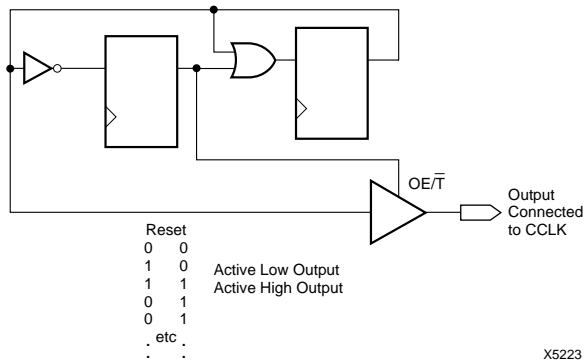 OE/T̅
Output
Connected
to CCLK
Reset
0 0
1 0
1 1
0 1
0 1
Active Low Output
Active High Output
. etc .
. .
X5223